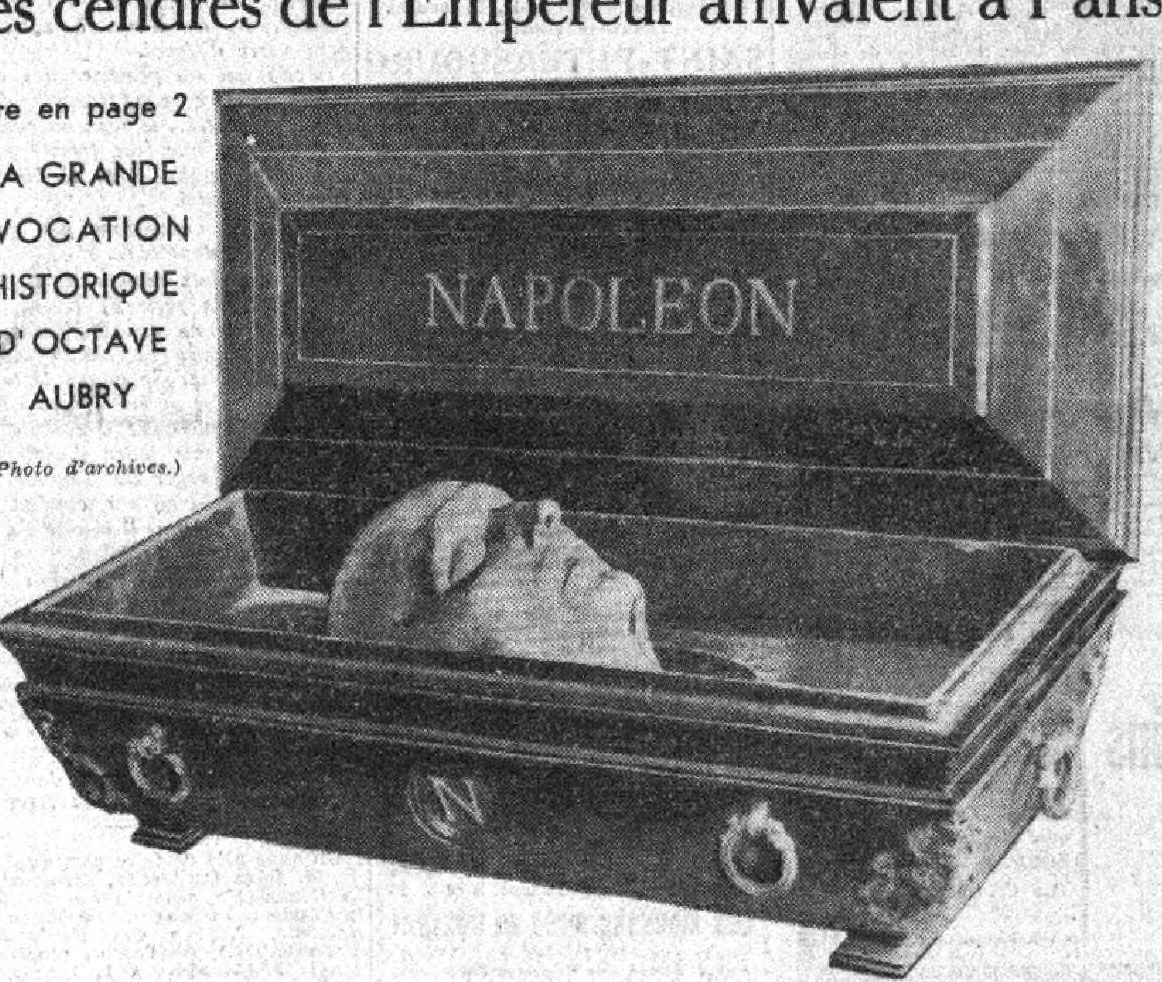 es cendres de l'Empereur arrivaient à Paris
re en page 2
A GRANDE
VOCATION
HISTORIQUE
D'OCTAVE
AUBRY
Photo d'archives.)
NAPOLEON
N